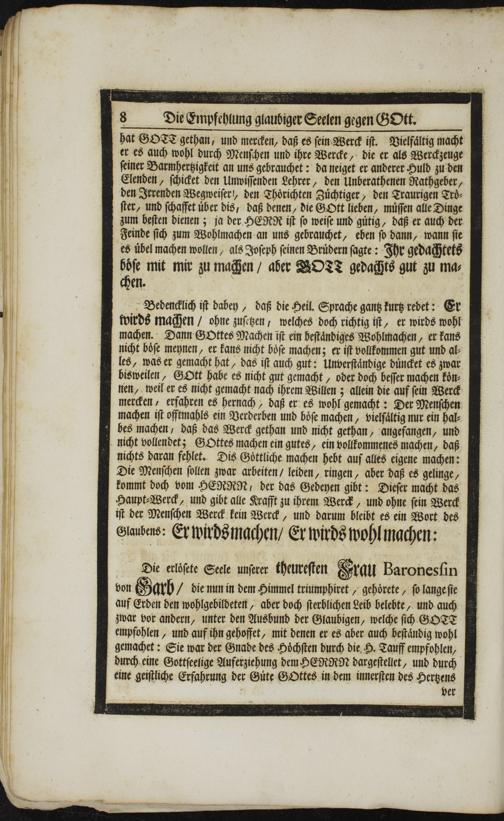 8 Die Empfehlung glaubiger Seelen gegen GOtt.
hat GOTT gethan, und mercken, daß es sein Werck ist. Vielfältig macht
er es auch wohl durch Menschen und ihre Wercke, die er als Werckzeuge
seiner Barmhertzigkeit an uns gebrauchet: da neiget er anderer Huld zu den
Elenden, schicket den Unwissenden Lehrer, den Unberathenen Rathgeber,
den Irrenden Wegweiser, den Thörichten Züchtiger, den Traurigen Trö-
ster, und schaffet über dis, daß denen, die GOtt lieben, müssen alle Dinge
zum besten dienen; ja der HERR ist so weise und gütig, daß er auch der
Feinde sich zum Wohlmachen an uns gebrauchet, eben so dann, wann sie
es übel machen wollen, als Joseph seinen Brüdern sagte: Ihr gedachtets
böse mit mir zu machen / aber GOTT gedachts gut zu ma-
chen.
Bedencklich ist dabey, daß die Heil. Sprache gantz kurtz redet: Er
wirds machen / ohne zusetzen, welches doch richtig ist, er wirds wohl
machen. Dann GOttes Machen ist ein beständiges Wohlmachen, er kans
nicht böse meynen, er kans nicht böse machen; er ist vollkommen gut und al-
les, was er gemacht hat, das ist auch gut: Unverständige düncket es zwar
bisweilen, GOtt habe es nicht gut gemacht, oder doch besser machen kön-
nen, weil er es nicht gemacht nach ihrem Willen; allein die auf sein Werck
mercken, erfahren es hernach, daß er es wohl gemacht: Der Menschen
machen ist offtmahls ein Verderben und böse machen, vielfältig nur ein hal-
bes machen, daß das Werck gethan und nicht gethan, angefangen, und
nicht vollendet; GOttes machen ein gutes, ein vollkommenes machen, daß
nichts daran fehlet. Das Göttliche machen hebt auf alles eigene machen:
Die Menschen sollen zwar arbeiten / leiden, ringen, aber daß es gelinge,
kommt doch vom HERRN, der das Gedeyen gibt: Dieser macht das
Haupt-Werck, und gibt alle Krafft zu ihrem Werck, und ohne sein Werck
ist der Menschen Werck kein Werck, und darum bleibt es ein Wort des
Glaubens: Er wirds machen / Er wirds wohl machen:
Die erlösete Seele unserer theuresten Frau Baronessin
von Harb / die nun in dem Himmel triumphiret, gehörete, so lange sie
auf Erden den wohlgebildeten, aber doch sterblichen Leib belebte, und auch
zwar vor andern, unter den Ausbund der Glaubigen, welche sich GOTT
empfohlen, und auf ihn gehoffet, mit denen er es aber auch beständig wohl
gemachet: Sie war der Gnade des Höchsten durch die H. Tauff empfohlen,
durch eine Gottseelige Auferziehung dem HERRN dargestellet, und durch
eine geistliche Erfahrung der Güte GOttes in dem innersten des Hertzens
ver